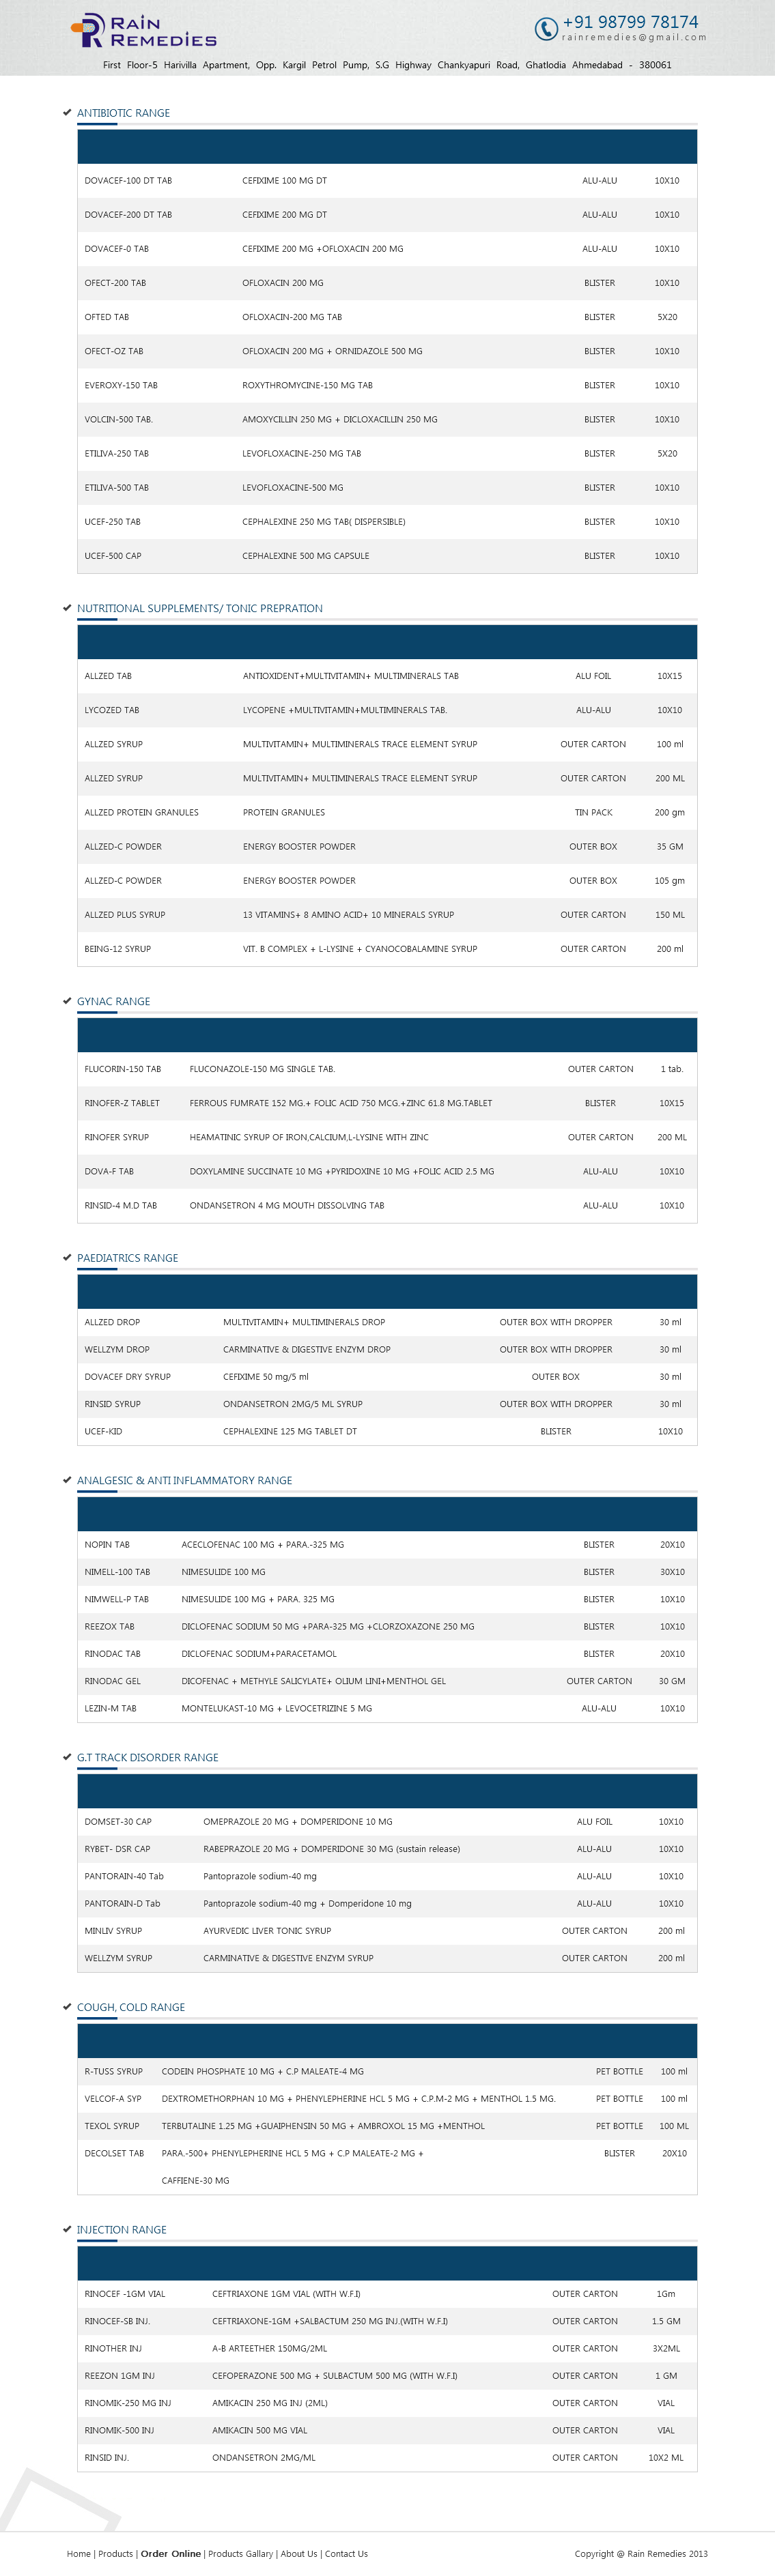 RAIN REMEDIES
+91 98799 78174
rainremedies@gmail.com
First Floor-5 Harivilla Apartment, Opp. Kargil Petrol Pump, S.G Highway Chankyapuri Road, Ghatlodia Ahmedabad - 380061
ANTIBIOTIC RANGE
DOVACEF-100 DT TAB CEFIXIME 100 MG DT ALU-ALU 10X10
DOVACEF-200 DT TAB CEFIXIME 200 MG DT ALU-ALU 10X10
DOVACEF-0 TAB CEFIXIME 200 MG +OFLOXACIN 200 MG ALU-ALU 10X10
OFECT-200 TAB OFLOXACIN 200 MG BLISTER 10X10
OFTED TAB OFLOXACIN-200 MG TAB BLISTER 5X20
OFECT-OZ TAB OFLOXACIN 200 MG + ORNIDAZOLE 500 MG BLISTER 10X10
EVEROXY-150 TAB ROXYTHROMYCINE-150 MG TAB BLISTER 10X10
VOLCIN-500 TAB. AMOXYCILLIN 250 MG + DICLOXACILLIN 250 MG BLISTER 10X10
ETILIVA-250 TAB LEVOFLOXACINE-250 MG TAB BLISTER 5X20
ETILIVA-500 TAB LEVOFLOXACINE-500 MG BLISTER 10X10
UCEF-250 TAB CEPHALEXINE 250 MG TAB( DISPERSIBLE) BLISTER 10X10
UCEF-500 CAP CEPHALEXINE 500 MG CAPSULE BLISTER 10X10
NUTRITIONAL SUPPLEMENTS/ TONIC PREPRATION
ALLZED TAB ANTIOXIDENT+MULTIVITAMIN+ MULTIMINERALS TAB ALU FOIL 10X15
LYCOZED TAB LYCOPENE +MULTIVITAMIN+MULTIMINERALS TAB. ALU-ALU 10X10
ALLZED SYRUP MULTIVITAMIN+ MULTIMINERALS TRACE ELEMENT SYRUP OUTER CARTON 100 ml
ALLZED SYRUP MULTIVITAMIN+ MULTIMINERALS TRACE ELEMENT SYRUP OUTER CARTON 200 ML
ALLZED PROTEIN GRANULES PROTEIN GRANULES TIN PACK 200 gm
ALLZED-C POWDER ENERGY BOOSTER POWDER OUTER BOX 35 GM
ALLZED-C POWDER ENERGY BOOSTER POWDER OUTER BOX 105 gm
ALLZED PLUS SYRUP 13 VITAMINS+ 8 AMINO ACID+ 10 MINERALS SYRUP OUTER CARTON 150 ML
BEING-12 SYRUP VIT. B COMPLEX + L-LYSINE + CYANOCOBALAMINE SYRUP OUTER CARTON 200 ml
GYNAC RANGE
FLUCORIN-150 TAB FLUCONAZOLE-150 MG SINGLE TAB. OUTER CARTON 1 tab.
RINOFER-Z TABLET FERROUS FUMRATE 152 MG.+ FOLIC ACID 750 MCG.+ZINC 61.8 MG.TABLET BLISTER 10X15
RINOFER SYRUP HEAMATINIC SYRUP OF IRON,CALCIUM,L-LYSINE WITH ZINC OUTER CARTON 200 ML
DOVA-F TAB DOXYLAMINE SUCCINATE 10 MG +PYRIDOXINE 10 MG +FOLIC ACID 2.5 MG ALU-ALU 10X10
RINSID-4 M.D TAB ONDANSETRON 4 MG MOUTH DISSOLVING TAB ALU-ALU 10X10
PAEDIATRICS RANGE
ALLZED DROP MULTIVITAMIN+ MULTIMINERALS DROP OUTER BOX WITH DROPPER 30 ml
WELLZYM DROP CARMINATIVE & DIGESTIVE ENZYM DROP OUTER BOX WITH DROPPER 30 ml
DOVACEF DRY SYRUP CEFIXIME 50 mg/5 ml OUTER BOX 30 ml
RINSID SYRUP ONDANSETRON 2MG/5 ML SYRUP OUTER BOX WITH DROPPER 30 ml
UCEF-KID CEPHALEXINE 125 MG TABLET DT BLISTER 10X10
ANALGESIC & ANTI INFLAMMATORY RANGE
NOPIN TAB ACECLOFENAC 100 MG + PARA.-325 MG BLISTER 20X10
NIMELL-100 TAB NIMESULIDE 100 MG BLISTER 30X10
NIMWELL-P TAB NIMESULIDE 100 MG + PARA. 325 MG BLISTER 10X10
REEZOX TAB DICLOFENAC SODIUM 50 MG +PARA-325 MG +CLORZOXAZONE 250 MG BLISTER 10X10
RINODAC TAB DICLOFENAC SODIUM+PARACETAMOL BLISTER 20X10
RINODAC GEL DICOFENAC + METHYLE SALICYLATE+ OLIUM LINI+MENTHOL GEL OUTER CARTON 30 GM
LEZIN-M TAB MONTELUKAST-10 MG + LEVOCETRIZINE 5 MG ALU-ALU 10X10
G.T TRACK DISORDER RANGE
DOMSET-30 CAP OMEPRAZOLE 20 MG + DOMPERIDONE 10 MG ALU FOIL 10X10
RYBET- DSR CAP RABEPRAZOLE 20 MG + DOMPERIDONE 30 MG (sustain release) ALU-ALU 10X10
PANTORAIN-40 Tab Pantoprazole sodium-40 mg ALU-ALU 10X10
PANTORAIN-D Tab Pantoprazole sodium-40 mg + Domperidone 10 mg ALU-ALU 10X10
MINLIV SYRUP AYURVEDIC LIVER TONIC SYRUP OUTER CARTON 200 ml
WELLZYM SYRUP CARMINATIVE & DIGESTIVE ENZYM SYRUP OUTER CARTON 200 ml
COUGH, COLD RANGE
R-TUSS SYRUP CODEIN PHOSPHATE 10 MG + C.P MALEATE-4 MG PET BOTTLE 100 ml
VELCOF-A SYP DEXTROMETHORPHAN 10 MG + PHENYLEPHERINE HCL 5 MG + C.P.M-2 MG + MENTHOL 1.5 MG. PET BOTTLE 100 ml
TEXOL SYRUP TERBUTALINE 1.25 MG +GUAIPHENSIN 50 MG + AMBROXOL 15 MG +MENTHOL PET BOTTLE 100 ML
DECOLSET TAB PARA.-500+ PHENYLEPHERINE HCL 5 MG + C.P MALEATE-2 MG + BLISTER 20X10
CAFFIENE-30 MG
INJECTION RANGE
RINOCEF -1GM VIAL CEFTRIAXONE 1GM VIAL (WITH W.F.I) OUTER CARTON 1Gm
RINOCEF-SB INJ. CEFTRIAXONE-1GM +SALBACTUM 250 MG INJ.(WITH W.F.I) OUTER CARTON 1.5 GM
RINOTHER INJ A-B ARTEETHER 150MG/2ML OUTER CARTON 3X2ML
REEZON 1GM INJ CEFOPERAZONE 500 MG + SULBACTUM 500 MG (WITH W.F.I) OUTER CARTON 1 GM
RINOMIK-250 MG INJ AMIKACIN 250 MG INJ (2ML) OUTER CARTON VIAL
RINOMIK-500 INJ AMIKACIN 500 MG VIAL OUTER CARTON VIAL
RINSID INJ. ONDANSETRON 2MG/ML OUTER CARTON 10X2 ML
Home | Products | Order Online | Products Gallary | About Us | Contact Us Copyright @ Rain Remedies 2013